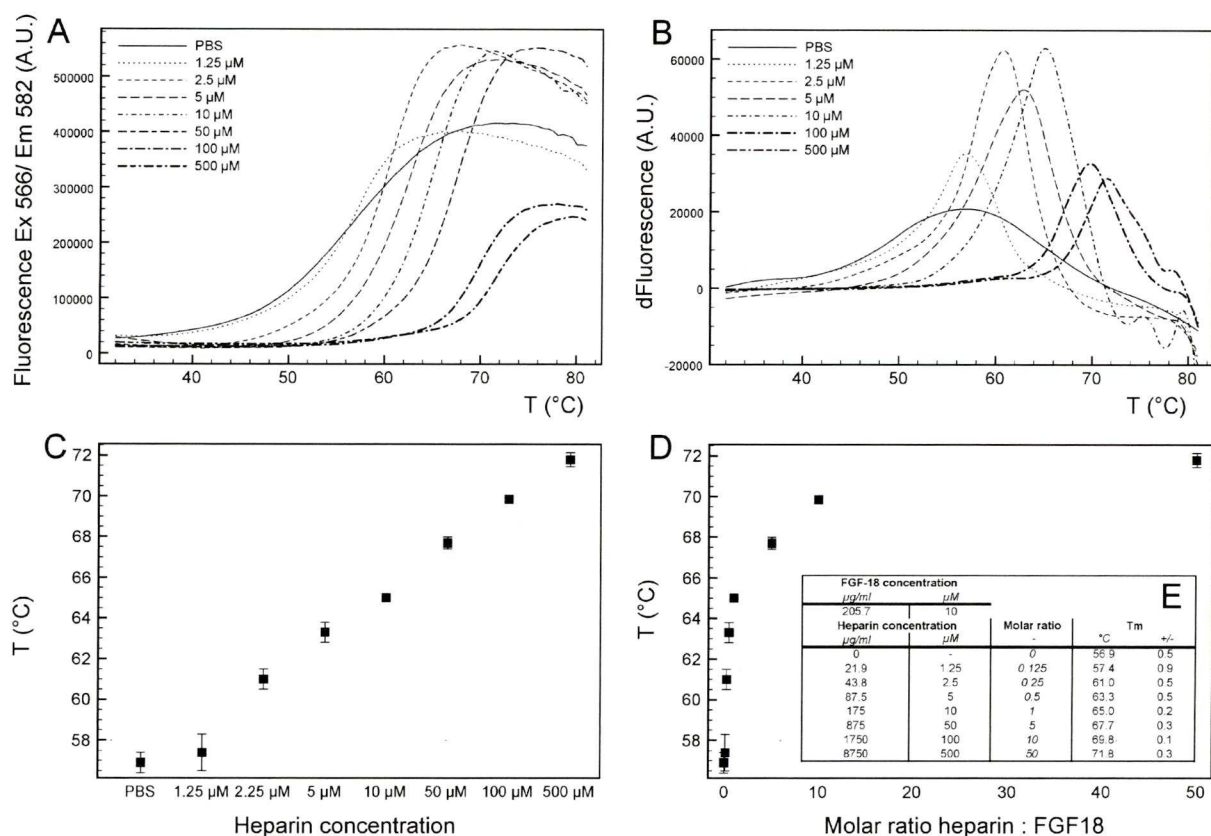 A
Fluorescence Ex 566/ Em 582 (A.U.)
PBS
1.25 µM
2.5 µM
5 µM
10 µM
50 µM
100 µM
500 µM
500000
400000
300000
200000
100000
0
40 50 60 70 80
T (°C)
B
dFluorescence (A.U.)
PBS
1.25 µM
2.5 µM
5 µM
10 µM
100 µM
500 µM
60000
40000
20000
0
-20000
40 50 60 70 80
T (°C)
C
T (°C)
72
70
68
66
64
62
60
58
PBS 1.25 µM 2.25 µM 5 µM 10 µM 50 µM 100 µM 500 µM
Heparin concentration
D
T (°C)
72
70
68
66
65
62
60
58
0 10 20 30 40 50
Molar ratio heparin : FGF18
E
FGF-18 concentration
µg/ml µM
205.7 10
Heparin concentration Molar ratio Tm
µg/ml µM - °C +/-
0 - 0 56.9 0.5
21.9 1.25 0.125 57.4 0.9
43.8 2.5 0.25 61.0 0.5
87.5 5 0.5 63.3 0.5
175 10 1 65.0 0.2
875 50 5 67.7 0.3
1750 100 10 69.8 0.1
8750 500 50 71.8 0.3